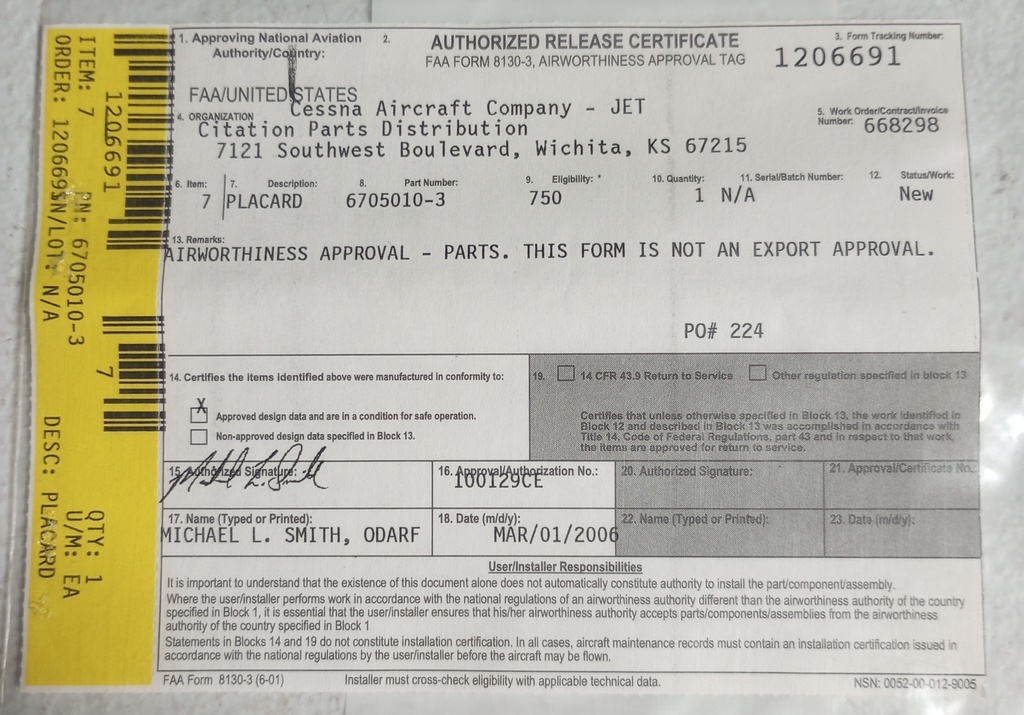 1. Approving National Aviation
Authority/Country:
FAA/UNITED STATES
2.
AUTHORIZED RELEASE CERTIFICATE
FAA FORM 8130-3, AIRWORTHINESS APPROVAL TAG
3. Form Tracking Number:
1206691
4. ORGANIZATION
Cessna Aircraft Company - JET
Citation Parts Distribution
7121 Southwest Boulevard, Wichita, KS 67215
5. Work Order/Contract/Invoice
Number: 668298
6. Item: 7. Description: 8. Part Number: 9. Eligibility: * 10. Quantity: 11. Serial/Batch Number: 12. Status/Work:
7 PLACARD 6705010-3 750 1 N/A New
13. Remarks:
AIRWORTHINESS APPROVAL - PARTS. THIS FORM IS NOT AN EXPORT APPROVAL.
PO# 224
14. Certifies the items identified above were manufactured in conformity to:
X Approved design data and are in a condition for safe operation.
Non-approved design data specified in Block 13.
19. 14 CFR 43.9 Return to Service Other regulation specified in block 13
Certifies that unless otherwise specified in Block 13, the work identified in
Block 12 and described in Block 13 was accomplished in accordance with
Title 14, Code of Federal Regulations, part 43 and in respect to that work,
the items are approved for return to service.
15. Authorized Signature:
16. Approval/Authorization No.:
100129CE
20. Authorized Signature:
21. Approval/Certificate No.:
17. Name (Typed or Printed):
MICHAEL L. SMITH, ODARF
18. Date (m/d/y):
MAR/01/2006
22. Name (Typed or Printed):
23. Date (m/d/y):
User/Installer Responsibilities
It is important to understand that the existence of this document alone does not automatically constitute authority to install the part/component/assembly.
Where the user/installer performs work in accordance with the national regulations of an airworthiness authority different than the airworthiness authority of the country
specified in Block 1, it is essential that the user/installer ensures that his/her airworthiness authority accepts parts/components/assemblies from the airworthiness
authority of the country specified in Block 1
Statements in Blocks 14 and 19 do not constitute installation certification. In all cases, aircraft maintenance records must contain an installation certification issued in
accordance with the national regulations by the user/installer before the aircraft may be flown.
FAA Form 8130-3 (6-01)
Installer must cross-check eligibility with applicable technical data.
NSN: 0052-00-012-9005
1206691
7
ITEM: 7 PN: 6705010-3 QTY: 1
ORDER: 1206691 SN/LOT: N/A U/M: EA
DESC: PLACARD